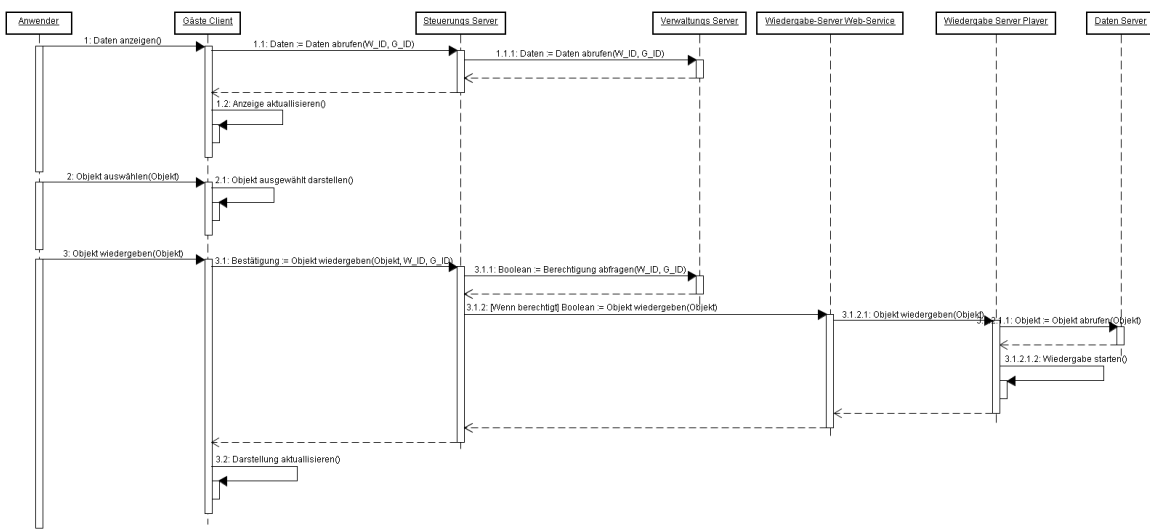 Anwender
Gäste Client
Steuerungs Server
Verwaltungs Server
Wiedergabe-Server Web-Service
Wiedergabe Server Player
Daten Server
1: Daten anzeigen()
1.1: Daten := Daten abrufen(W_ID, G_ID)
1.1.1: Daten := Daten abrufen(W_ID, G_ID)
1.2: Anzeige aktuallisieren()
2: Objekt auswählen(Objekt)
2.1: Objekt ausgewählt darstellen()
3: Objekt wiedergeben(Objekt)
3.1: Bestätigung := Objekt wiedergeben(Objekt, W_ID, G_ID)
3.1.1: Boolean := Berechtigung abfragen(W_ID, G_ID)
3.1.2: [Wenn berechtigt] Boolean := Objekt wiedergeben(Objekt)
3.1.2.1: Objekt wiedergeben(Objekt)
Objekt := Objekt abrufen(Objekt)
3.1.2.1.2: Wiedergabe starten()
3.2: Darstellung aktuallisieren()